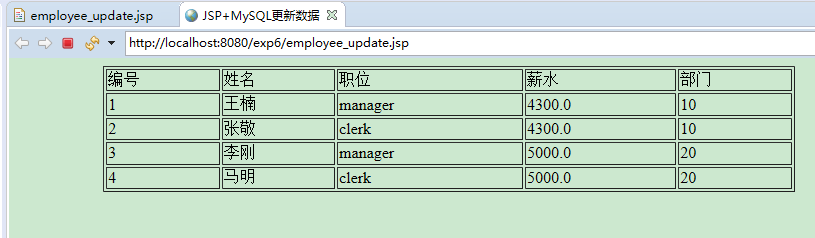 employee_update.jsp JSP+MySQL更新数据
http://localhost:8080/exp6/employee_update.jsp
编号 姓名 职位 薪水 部门
1 王楠 manager 4300.0 10
2 张敬 clerk 4300.0 10
3 李刚 manager 5000.0 20
4 马明 clerk 5000.0 20